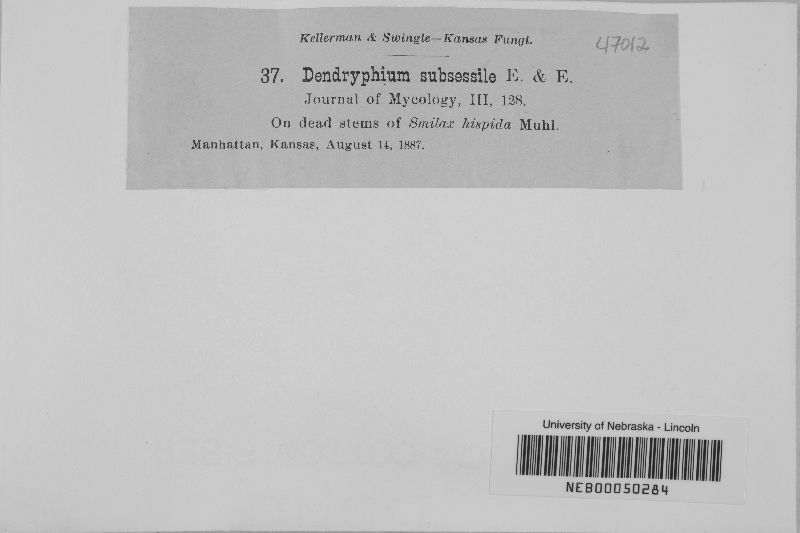 Kellerman & Swingle—Kansas Fungi.
47012
37. Dendryphium subsessile E. & E.
Journal of Mycology, III, 128.
On dead stems of Smilax hispida Muhl.
Manhattan, Kansas, August 14, 1887.
University of Nebraska - Lincoln
NEB00050284